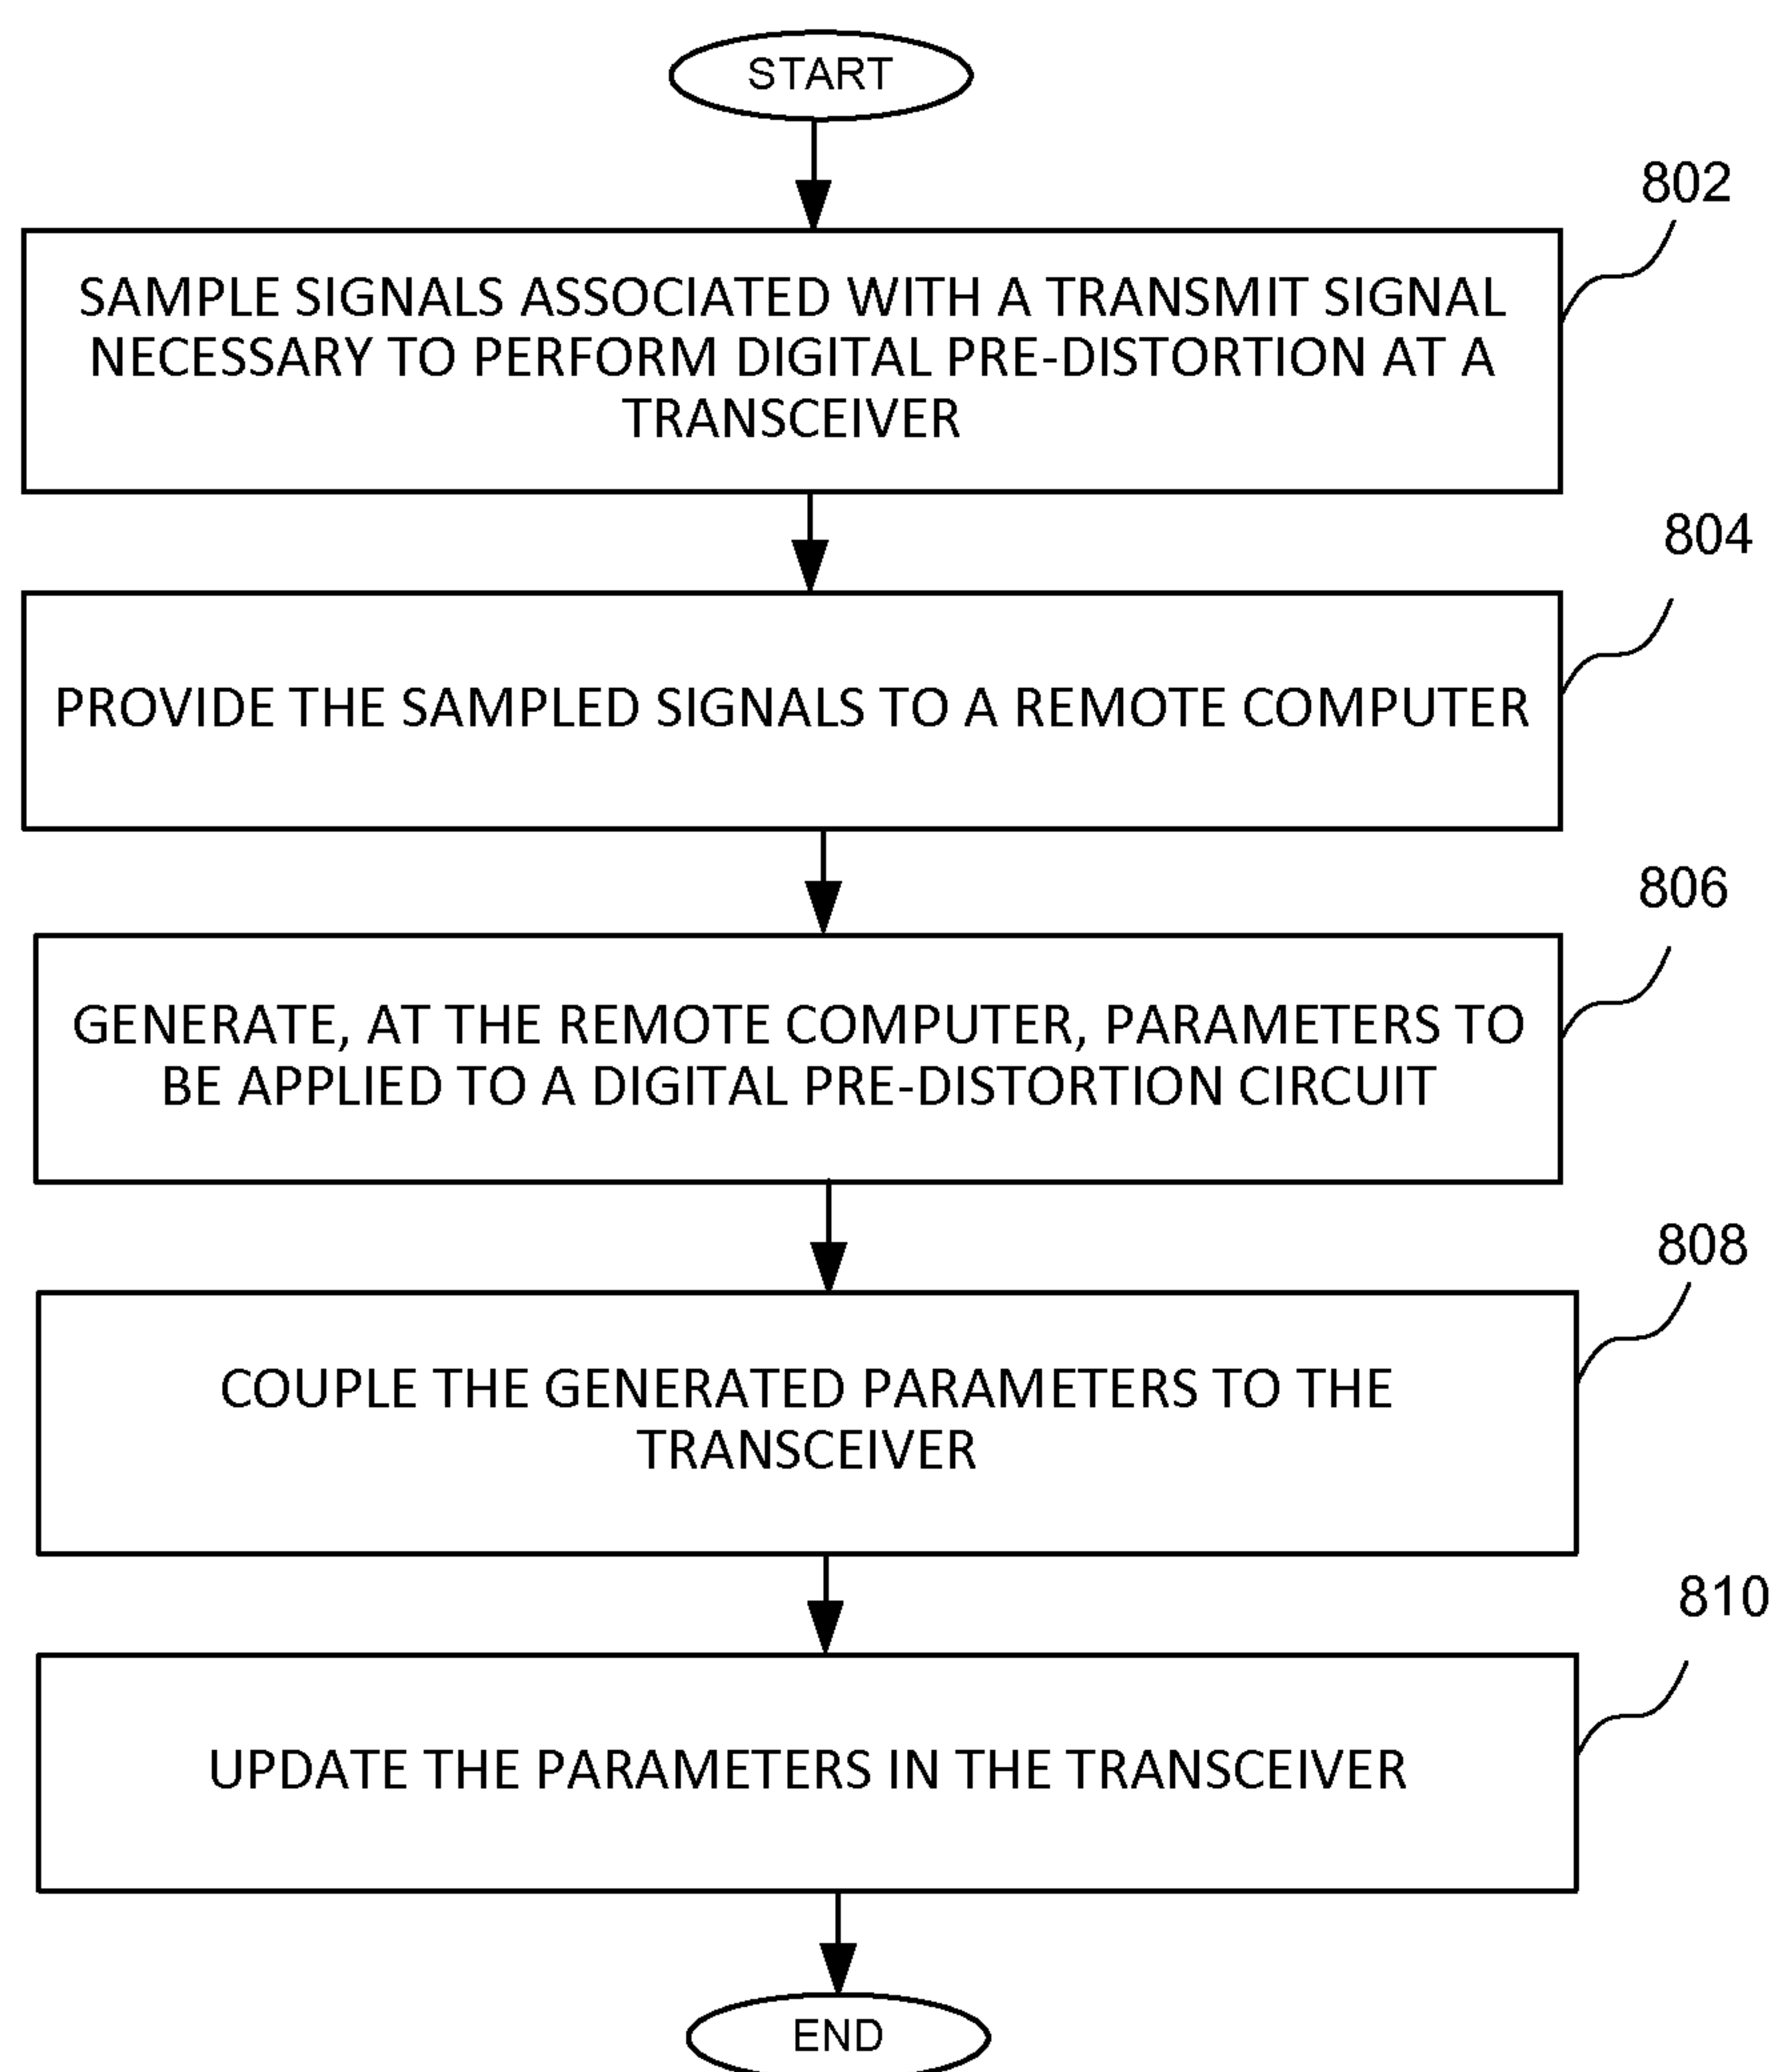 START
802
SAMPLE SIGNALS ASSOCIATED WITH A TRANSMIT SIGNAL
NECESSARY TO PERFORM DIGITAL PRE-DISTORTION AT A
TRANSCEIVER
804
PROVIDE THE SAMPLED SIGNALS TO A REMOTE COMPUTER
806
GENERATE, AT THE REMOTE COMPUTER, PARAMETERS TO
BE APPLIED TO A DIGITAL PRE-DISTORTION CIRCUIT
808
COUPLE THE GENERATED PARAMETERS TO THE
TRANSCEIVER
810
UPDATE THE PARAMETERS IN THE TRANSCEIVER
END